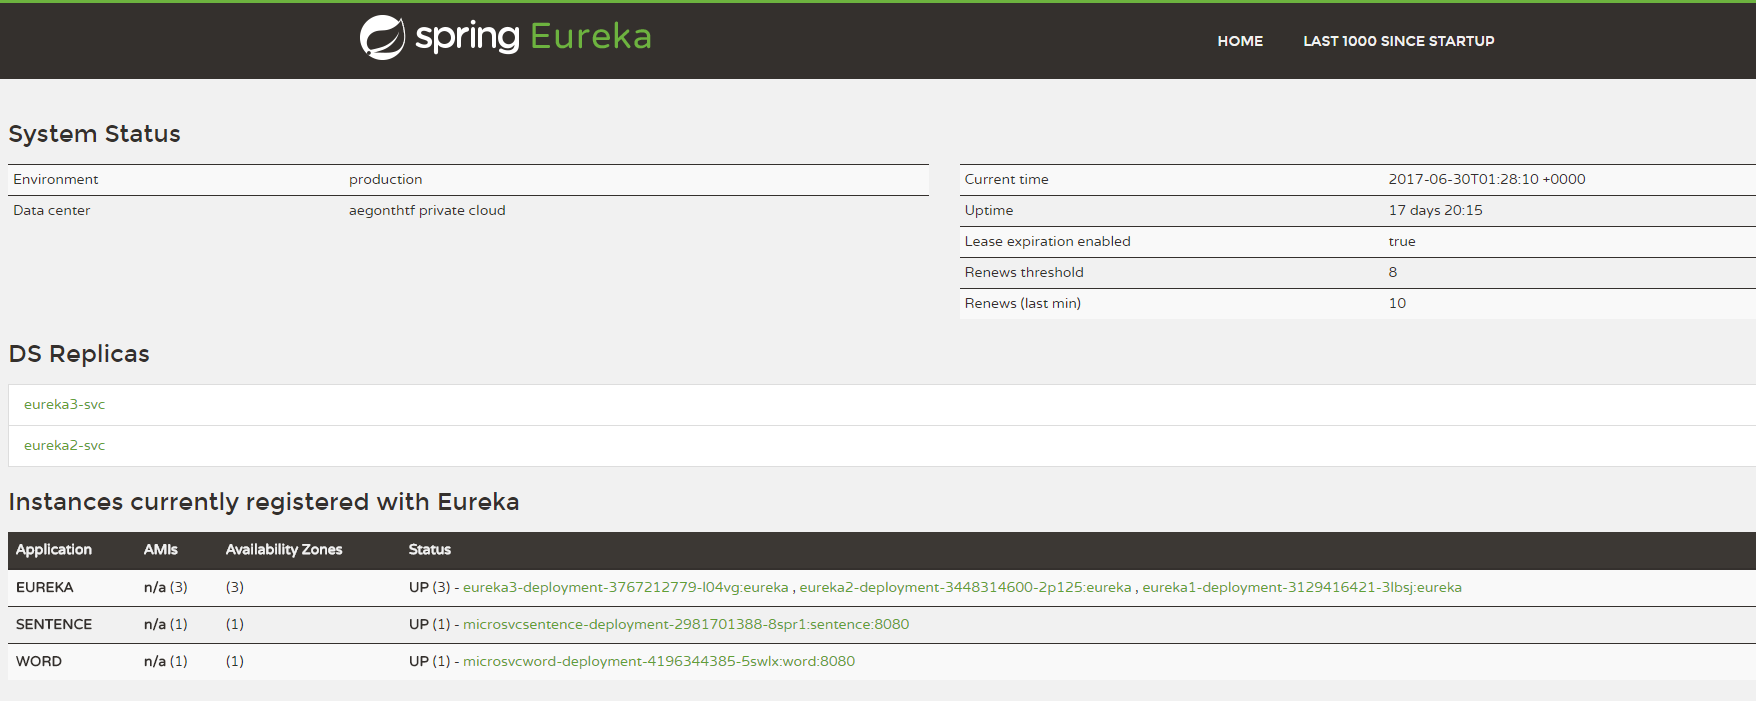 spring Eureka
HOME LAST 1000 SINCE STARTUP
System Status
Environment production
Data center aegonthtf private cloud
Current time 2017-06-30T01:28:10 +0000
Uptime 17 days 20:15
Lease expiration enabled true
Renews threshold 8
Renews (last min) 10
DS Replicas
eureka3-svc
eureka2-svc
Instances currently registered with Eureka
Application AMIs Availability Zones Status
EUREKA n/a (3) (3) UP (3) - eureka3-deployment-3767212779-l04vg:eureka , eureka2-deployment-3448314600-2p125:eureka , eureka1-deployment-3129416421-3lbsj:eureka
SENTENCE n/a (1) (1) UP (1) - microsvcsentence-deployment-2981701388-8spr1:sentence:8080
WORD n/a (1) (1) UP (1) - microsvcword-deployment-4196344385-5swlx:word:8080